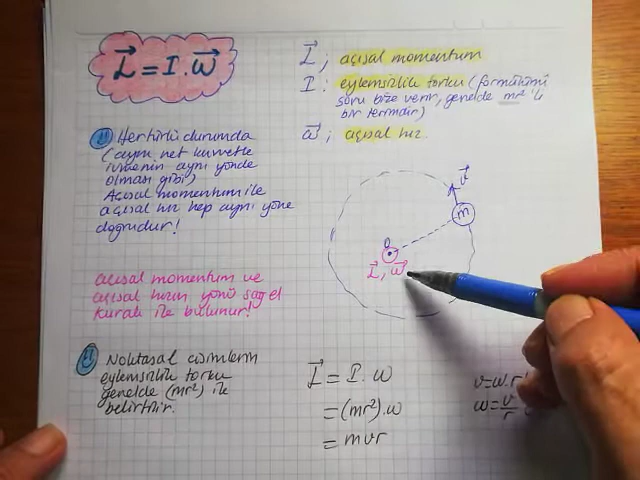 L = I . w
L ; açısal momentum
I : eylemsizlik torku (formülünü
soru bize verir, genelde mr² li
bir terimdir)
w ; açısal hız.
Her türlü durumda
(aynı net kuvvetle
ivmenin aynı yönde
olması gibi)
Açısal momentum ile
açısal hız hep aynı yöne
doğrudur!
v
m
o
L, w
açısal momentum ve
açısal hızın yönü sağ el
kuralı ile bulunur!
Noktasal cisimlerin
eylemsizlik torku
genelde (mr²) ile
belirtilir.
L = I . w
= (mr²) . w
= mvr
v = w . r
w = v/r